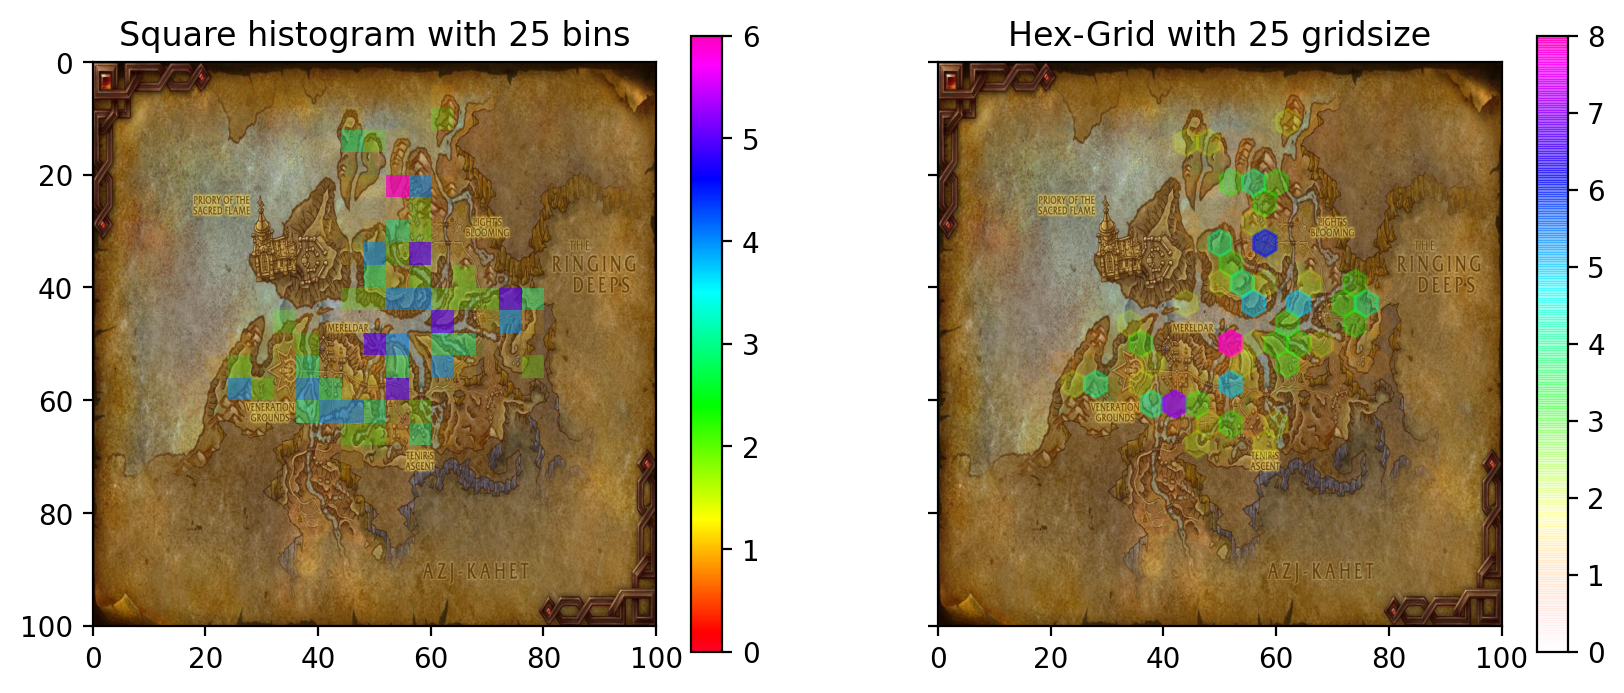 Square histogram with 25 bins
0
20
40
60
80
100
0 20 40 60 80 100
PRIORY OF THE
SACRED FLAME
LIGHT'S
BLOOMING
THE
RINGING
DEEPS
MERELDAR
VENERATION
GROUNDS
TENIR'S
ASCENT
AZJ-KAHET
6
5
4
3
2
1
0
Hex-Grid with 25 gridsize
0 20 40 60 80 100
PRIORY OF THE
SACRED FLAME
LIGHT'S
BLOOMING
THE
RINGING
DEEPS
MERELDAR
VENERATION
GROUNDS
TENIR'S
ASCENT
AZJ-KAHET
8
7
6
5
4
3
2
1
0